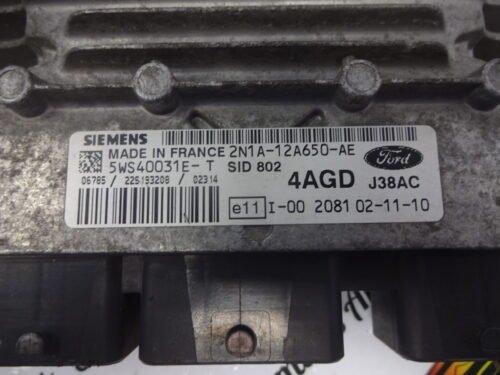 SIEMENS
MADE IN FRANCE 2N1A-12A650-AE
5WS40031E-T SID 802
06785 / 225193208 / 02314
Ford
4AGD J38AC
e11 I-00 2081 02-11-10